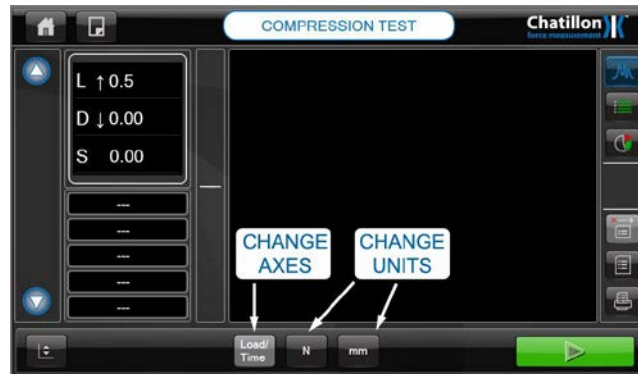 COMPRESSION TEST
Chatillon
force measurement
L ↑ 0.5
D ↓ 0.00
S 0.00
---
---
---
---
---
CHANGE
AXES
CHANGE
UNITS
Load/
Time
N
mm